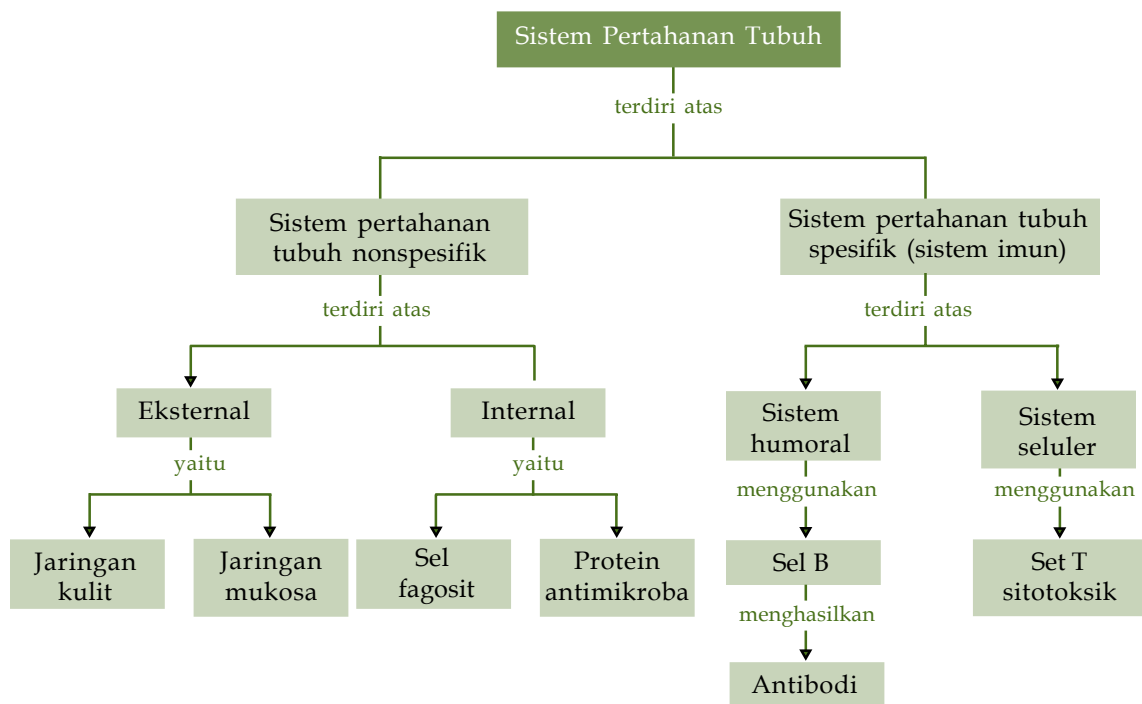 Sistem Pertahanan Tubuh
terdiri atas
Sistem pertahanan
tubuh nonspesifik
Sistem pertahanan tubuh
spesifik (sistem imun)
terdiri atas
terdiri atas
Eksternal
Internal
Sistem
humoral
Sistem
seluler
yaitu
yaitu
menggunakan
menggunakan
Jaringan
kulit
Jaringan
mukosa
Sel
fagosit
Protein
antimikroba
Sel B
Set T
sitotoksik
menghasilkan
Antibodi